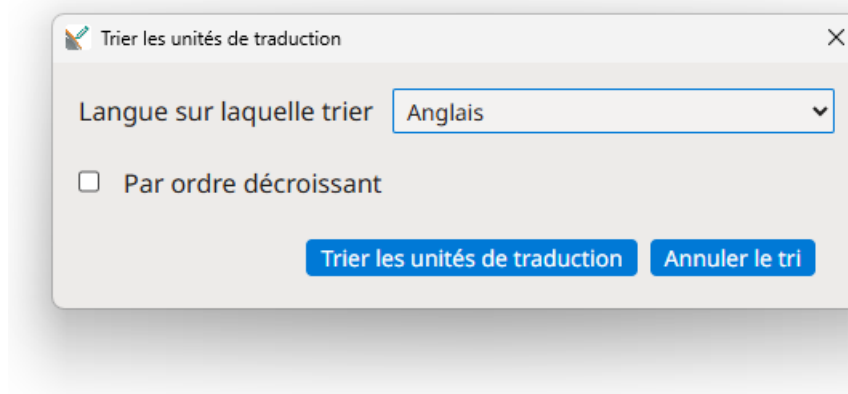 Trier les unités de traduction
Langue sur laquelle trier Anglais
Par ordre décroissant
Trier les unités de traduction Annuler le tri